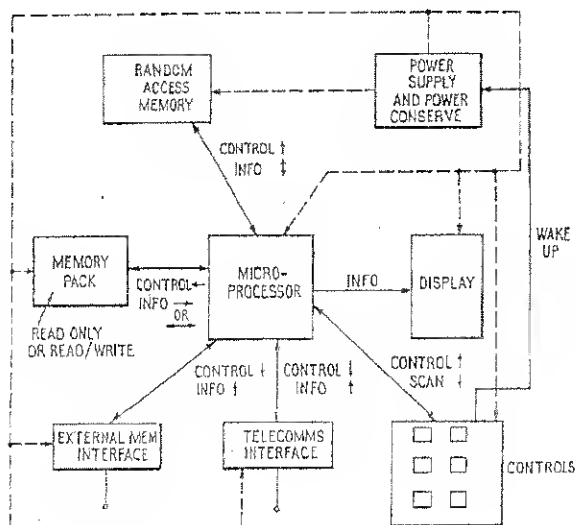 RANDOM
ACCESS
MEMORY
POWER
SUPPLY
AND POWER
CONSERVE
CONTROL ↑
INFO ↕
WAKE
UP
MEMORY
PACK
CONTROL ←
INFO →
OR
MICRO-
PROCESSOR
INFO
DISPLAY
READ ONLY
OR READ/WRITE
CONTROL ↓
INFO ↑
CONTROL ↓
INFO ↑
CONTROL ↑
SCAN ↓
EXTERNAL MEM
INTERFACE
TELECOMMS
INTERFACE
CONTROLS